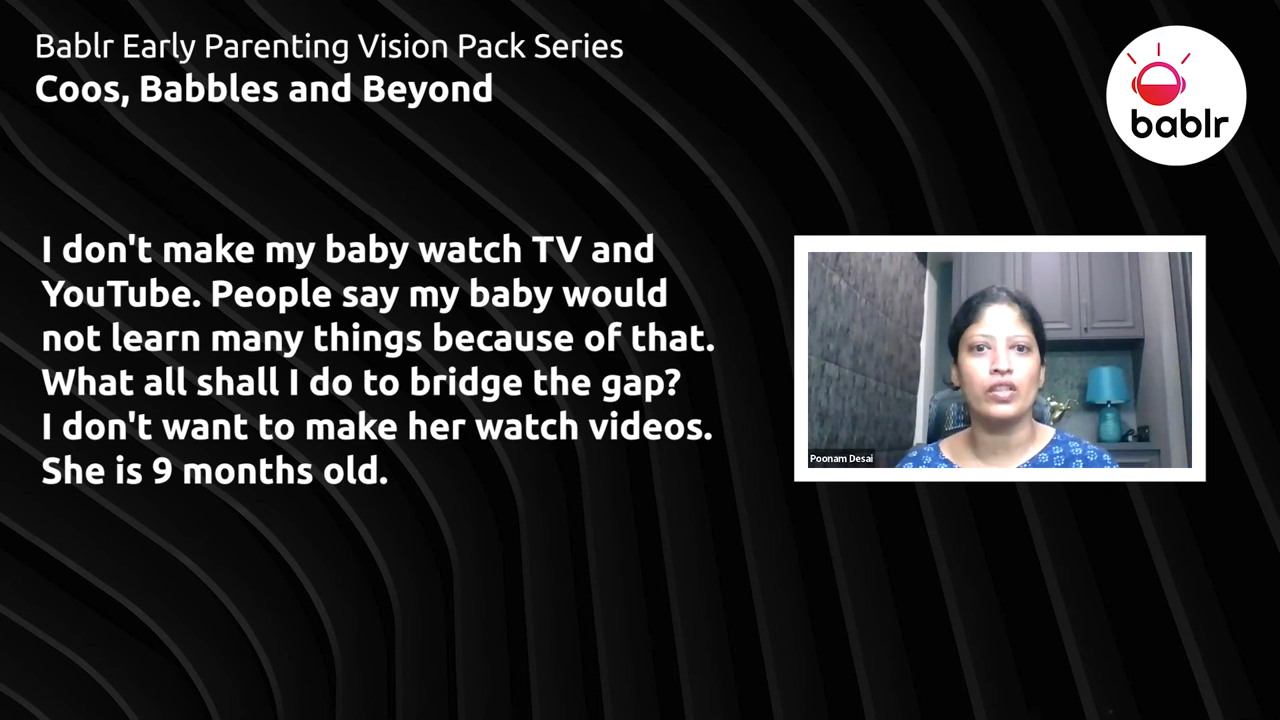 Bablr Early Parenting Vision Pack Series
Coos, Babbles and Beyond
bablr
I don't make my baby watch TV and
YouTube. People say my baby would
not learn many things because of that.
What all shall I do to bridge the gap?
I don't want to make her watch videos.
She is 9 months old.
Poonam Desai